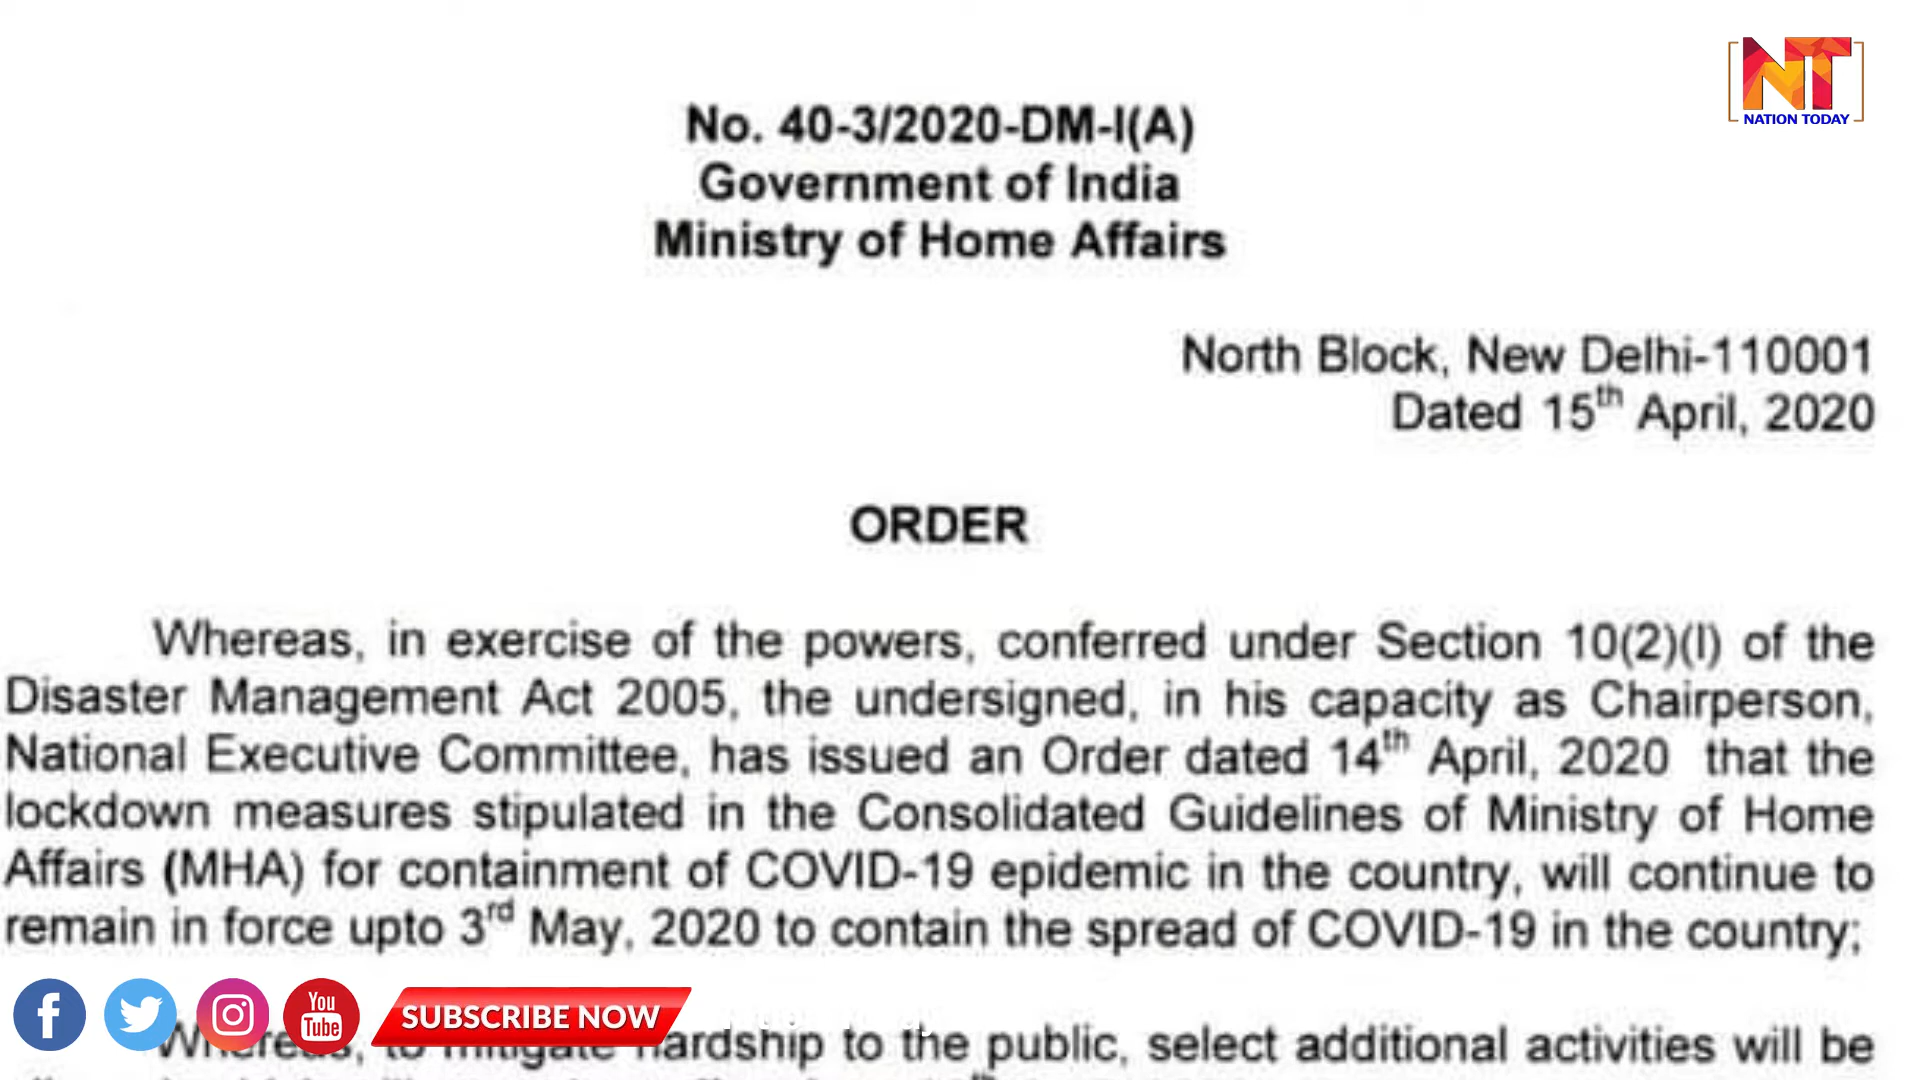 NT
NATION TODAY
No. 40-3/2020-DM-I(A)
Government of India
Ministry of Home Affairs
North Block, New Delhi-110001
Dated 15th April, 2020
ORDER
Whereas, in exercise of the powers, conferred under Section 10(2)(l) of the
Disaster Management Act 2005, the undersigned, in his capacity as Chairperson,
National Executive Committee, has issued an Order dated 14th April, 2020 that the
lockdown measures stipulated in the Consolidated Guidelines of Ministry of Home
Affairs (MHA) for containment of COVID-19 epidemic in the country, will continue to
remain in force upto 3rd May, 2020 to contain the spread of COVID-19 in the country;
You
Tube
SUBSCRIBE NOW
Whereas, to mitigate hardship to the public, select additional activities will be